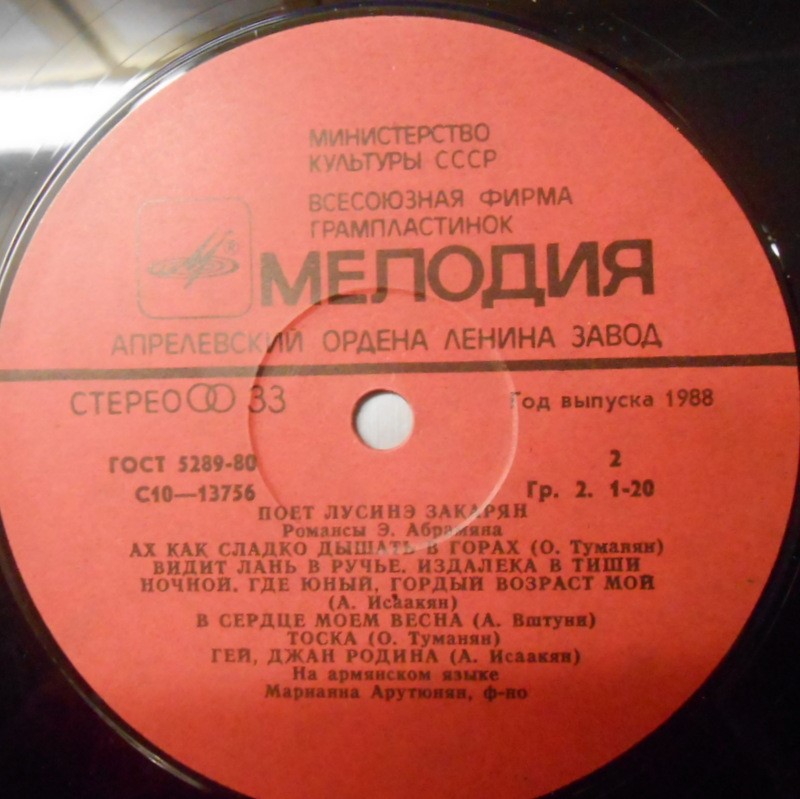 МИНИСТЕРСТВО
КУЛЬТУРЫ СССР
ВСЕСОЮЗНАЯ ФИРМА
ГРАМПЛАСТИНОК
®
МЕЛОДИЯ
АПРЕЛЕВСКИЙ ОРДЕНА ЛЕНИНА ЗАВОД
СТЕРЕО 33 Год выпуска 1988
ГОСТ 5289-80 2
С10—13756 Гр. 2. 1-20
ПОЕТ ЛУСИНЭ ЗАКАРЯН
Романсы Э. Абрамяна
АХ КАК СЛАДКО ДЫШАТЬ В ГОРАХ (О. Туманян)
ВИДИТ ЛАНЬ В РУЧЬЕ. ИЗДАЛЕКА В ТИШИ
НОЧНОЙ. ГДЕ ЮНЫЙ, ГОРДЫЙ ВОЗРАСТ МОЙ
(А. Исаакян)
В СЕРДЦЕ МОЕМ ВЕСНА (А. Вштуни)
ТОСКА (О. Туманян)
ГЕЙ, ДЖАН РОДИНА (А. Исаакян)
На армянском языке
Марианна Арутюнян, ф-но